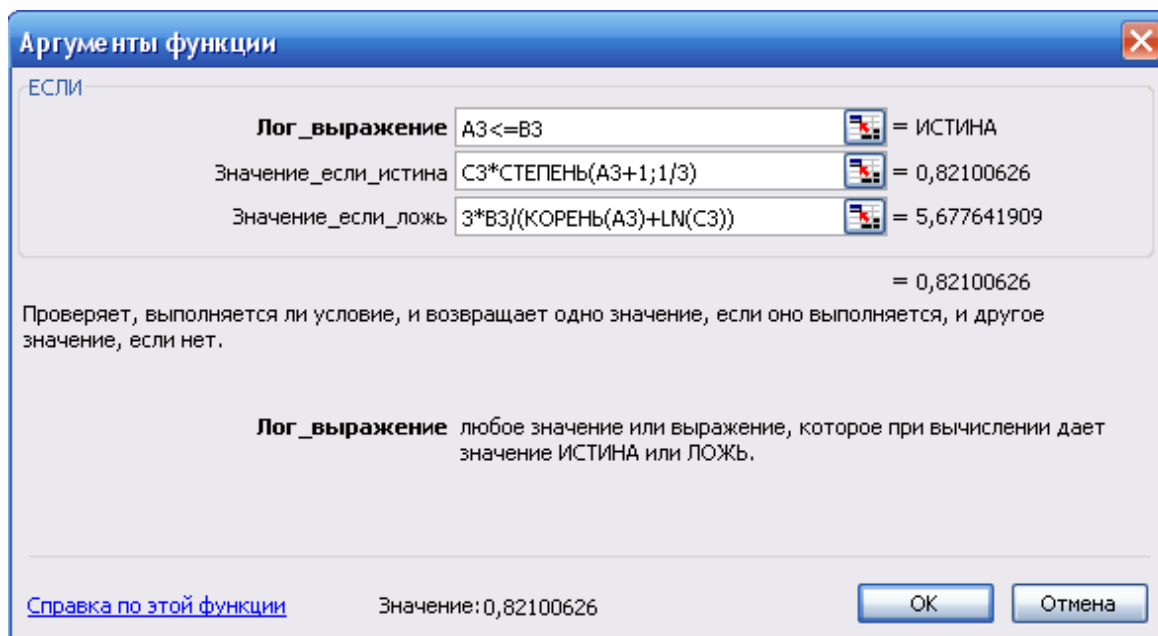 Аргументы функции
ЕСЛИ
Лог_выражение A3<=B3 = ИСТИНА
Значение_если_истина C3*СТЕПЕНЬ(A3+1;1/3) = 0,82100626
Значение_если_ложь 3*B3/(КОРЕНЬ(A3)+LN(C3)) = 5,677641909
= 0,82100626
Проверяет, выполняется ли условие, и возвращает одно значение, если оно выполняется, и другое
значение, если нет.
Лог_выражение любое значение или выражение, которое при вычислении дает
значение ИСТИНА или ЛОЖЬ.
Справка по этой функции Значение: 0,82100626 OK Отмена